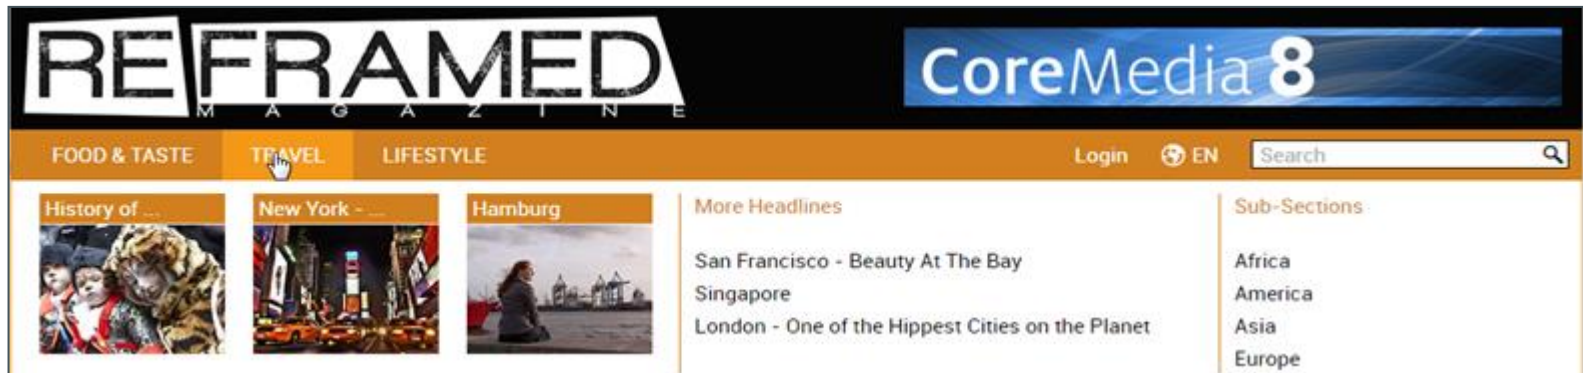 REFRAMED
MAGAZINE
CoreMedia 8
FOOD & TASTE
TRAVEL
LIFESTYLE
Login
EN
Search
History of ...
New York - ...
Hamburg
More Headlines
San Francisco - Beauty At The Bay
Singapore
London - One of the Hippest Cities on the Planet
Sub-Sections
Africa
America
Asia
Europe